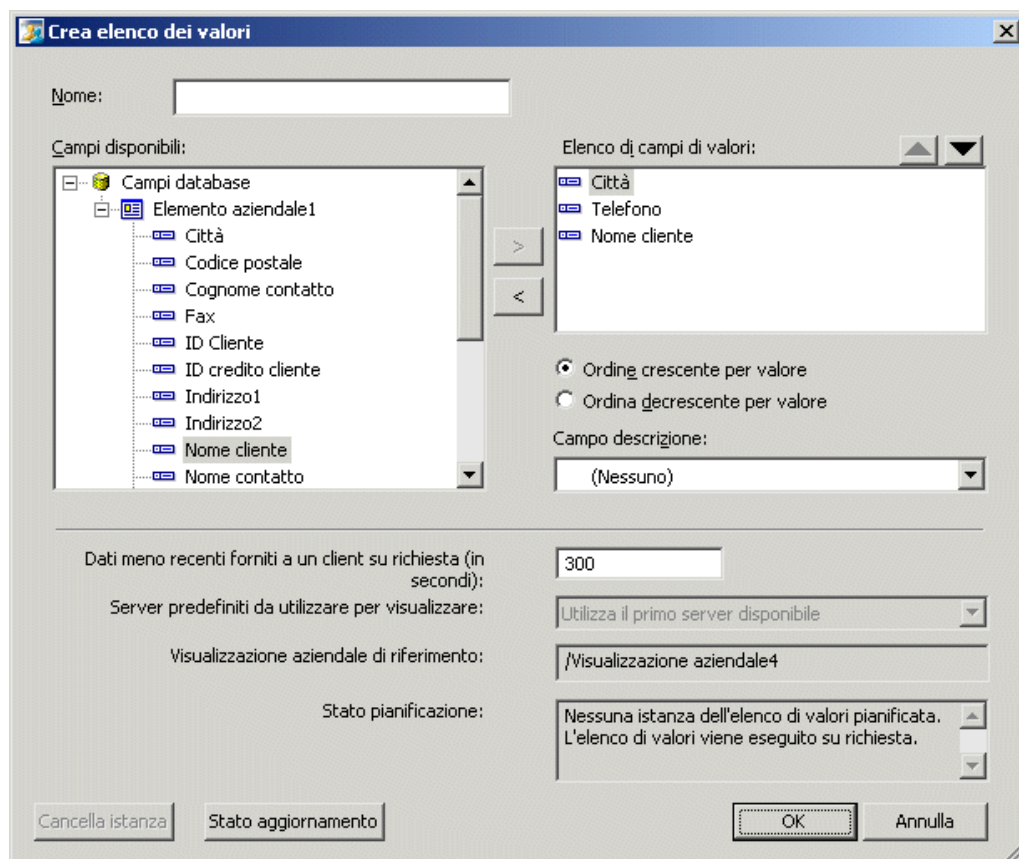 Crea elenco dei valori
Nome:
Campi disponibili:
Campi database
Elemento aziendale1
Città
Codice postale
Cognome contatto
Fax
ID Cliente
ID credito cliente
Indirizzo1
Indirizzo2
Nome cliente
Nome contatto
>
<
Elenco di campi di valori:
Città
Telefono
Nome cliente
Ordine crescente per valore
Ordina decrescente per valore
Campo descrizione:
(Nessuno)
Dati meno recenti forniti a un client su richiesta (in
secondi):
300
Server predefiniti da utilizzare per visualizzare:
Utilizza il primo server disponibile
Visualizzazione aziendale di riferimento:
/Visualizzazione aziendale4
Stato pianificazione:
Nessuna istanza dell'elenco di valori pianificata.
L'elenco di valori viene eseguito su richiesta.
Cancella istanza
Stato aggiornamento
OK
Annulla